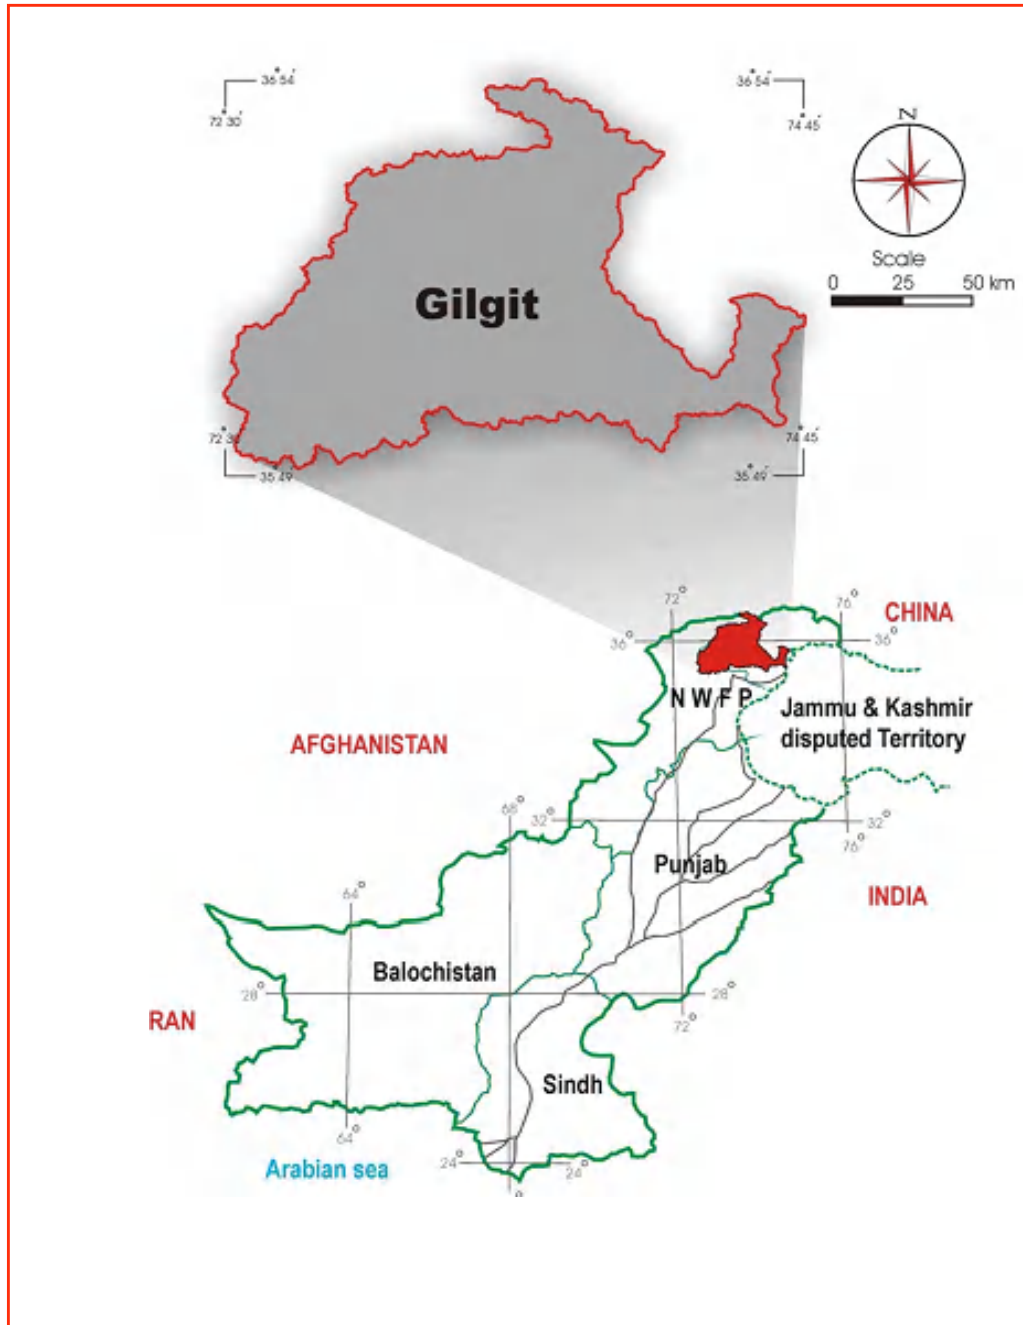 36° 54′
36° 54′
72° 30′
74° 45′
N
Scale
0 25 50 km
Gilgit
72° 30′
74° 45′
35° 49′
35° 49′
72°
76°
CHINA
36°
36°
N W F P
Jammu & Kashmir
disputed Territory
AFGHANISTAN
68°
32°
32°
76°
Punjab
INDIA
64°
Balochistan
28°
28°
RAN
72°
Sindh
64°
Arabian sea
24°
24°